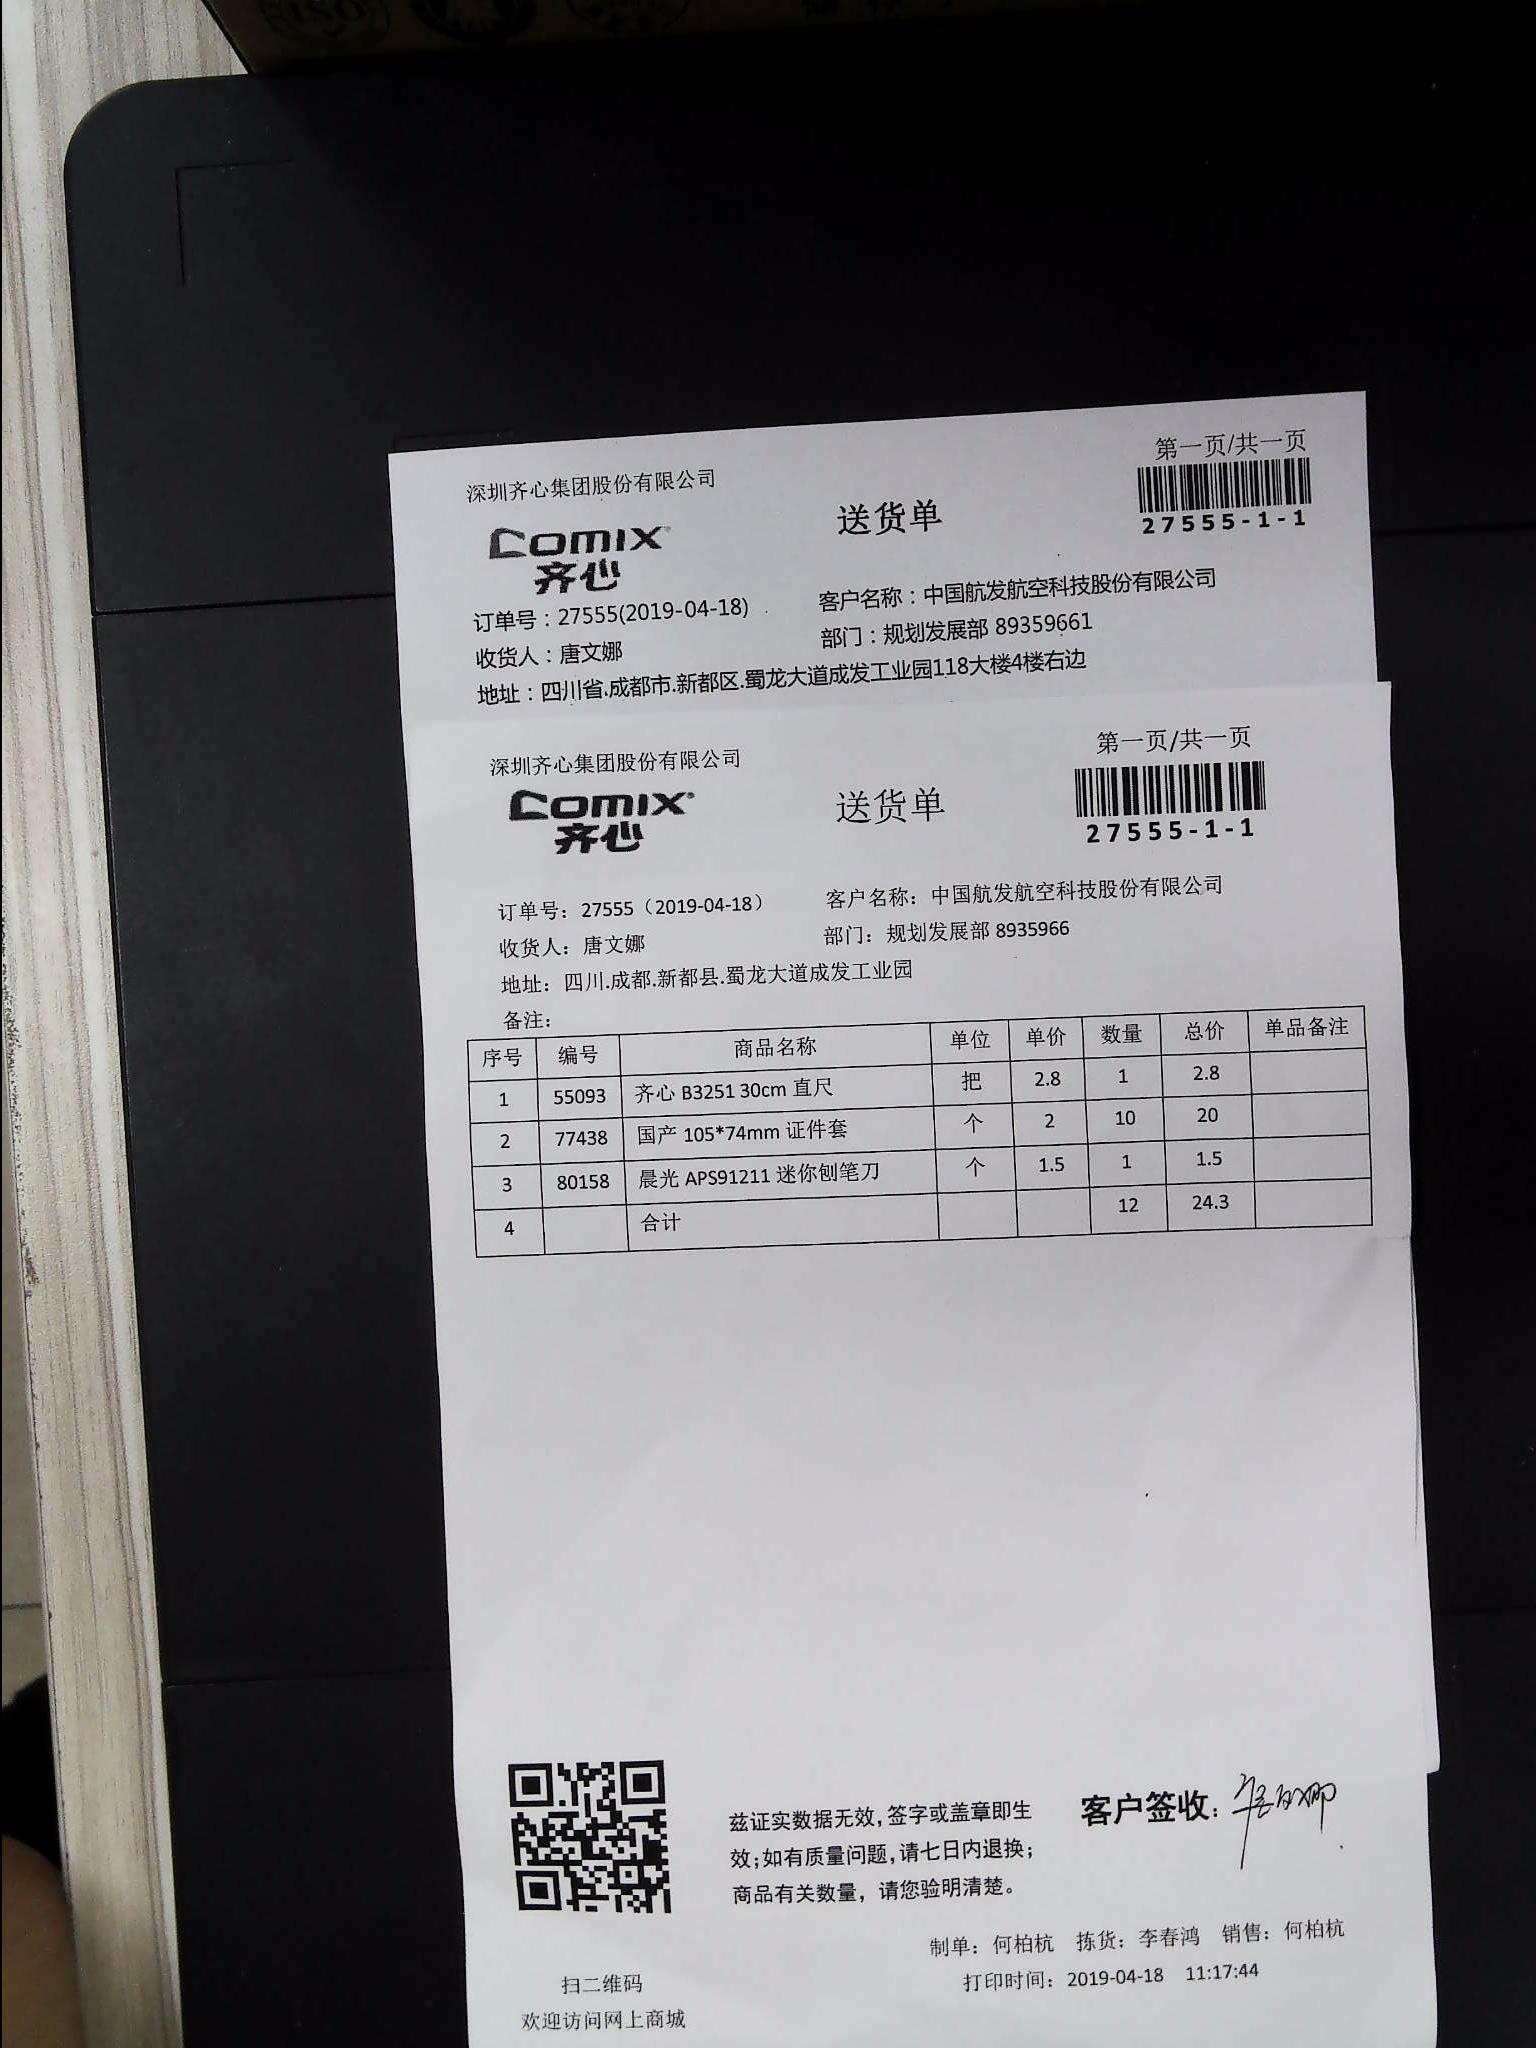 ISO
第一页/共一页
深圳齐心集团股份有限公司
送货单
27555-1-1
COMIX
齐心
订单号：27555(2019-04-18)
客户名称：中国航发航空科技股份有限公司
收货人：唐文娜
部门：规划发展部 89359661
地址：四川省.成都市.新都区.蜀龙大道成发工业园118大楼4楼右边
第一页/共一页
深圳齐心集团股份有限公司
送货单
27555-1-1
COMIX
齐心
订单号：27555（2019-04-18）
客户名称：中国航发航空科技股份有限公司
收货人：唐文娜
部门：规划发展部 8935966
地址：四川.成都.新都县.蜀龙大道成发工业园
备注：
序号 编号 商品名称 单位 单价 数量 总价 单品备注
1 55093 齐心 B3251 30cm 直尺 把 2.8 1 2.8
2 77438 国产 105*74mm 证件套 个 2 10 20
3 80158 晨光 APS91211 迷你刨笔刀 个 1.5 1 1.5
4 合计 12 24.3
兹证实数据无效，签字或盖章即生
效；如有质量问题，请七日内退换；
商品有关数量，请您验明清楚。
客户签收：唐文娜
制单：何柏杭 拣货：李春鸿 销售：何柏杭
打印时间：2019-04-18 11:17:44
扫二维码
欢迎访问网上商城